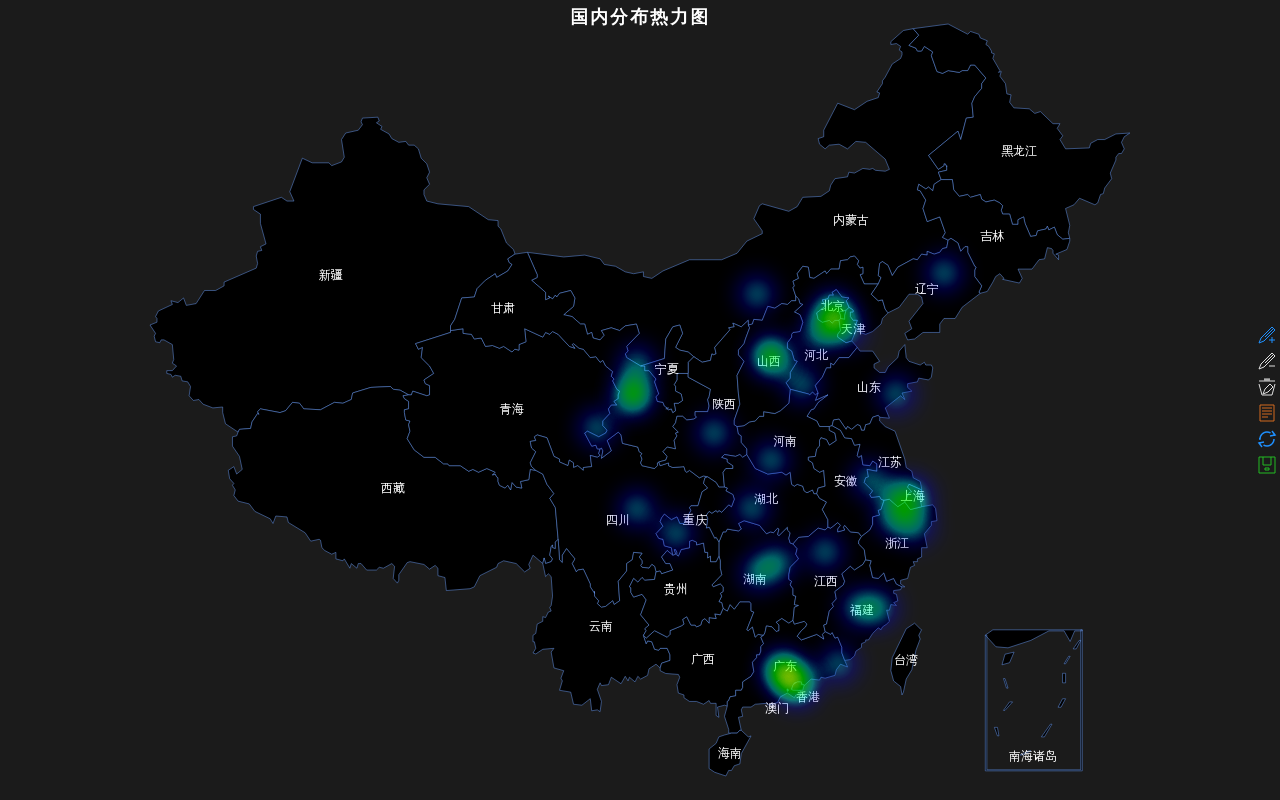 国内分布热力图
黑龙江
内蒙古
吉林
新疆
辽宁
甘肃
北京
天津
河北
山西
宁夏
山东
陕西
青海
河南
江苏
安徽
西藏
上海
湖北
四川
重庆
浙江
湖南
江西
贵州
福建
云南
广西
台湾
广东
香港
澳门
海南
南海诸岛